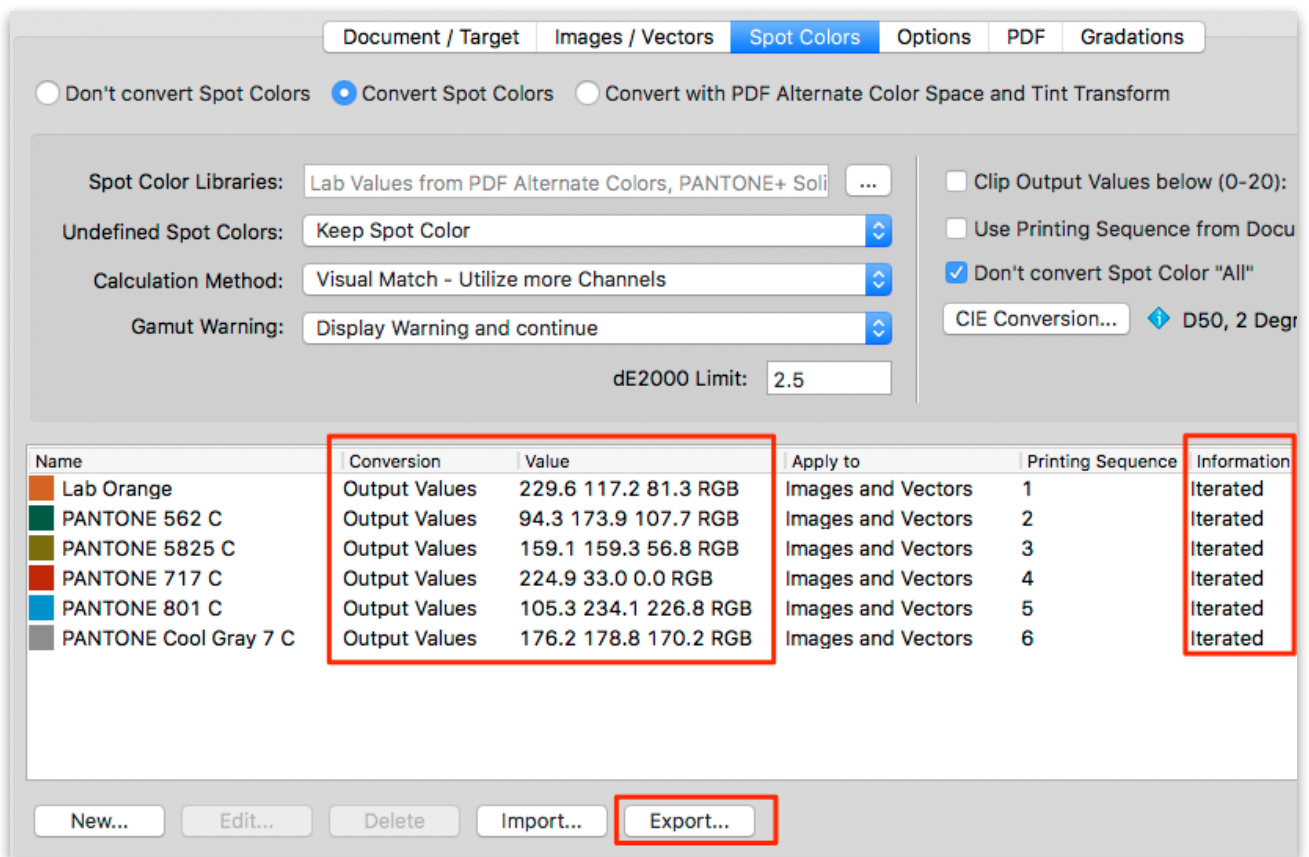 Document / Target Images / Vectors Spot Colors Options PDF Gradations
Don't convert Spot Colors Convert Spot Colors Convert with PDF Alternate Color Space and Tint Transform
Spot Color Libraries: Lab Values from PDF Alternate Colors, PANTONE+ Soli ... Clip Output Values below (0-20):
Undefined Spot Colors: Keep Spot Color Use Printing Sequence from Docu
Calculation Method: Visual Match - Utilize more Channels Don't convert Spot Color "All"
Gamut Warning: Display Warning and continue CIE Conversion... D50, 2 Degr
dE2000 Limit: 2.5
Name Conversion Value Apply to Printing Sequence Information
Lab Orange Output Values 229.6 117.2 81.3 RGB Images and Vectors 1 Iterated
PANTONE 562 C Output Values 94.3 173.9 107.7 RGB Images and Vectors 2 Iterated
PANTONE 5825 C Output Values 159.1 159.3 56.8 RGB Images and Vectors 3 Iterated
PANTONE 717 C Output Values 224.9 33.0 0.0 RGB Images and Vectors 4 Iterated
PANTONE 801 C Output Values 105.3 234.1 226.8 RGB Images and Vectors 5 Iterated
PANTONE Cool Gray 7 C Output Values 176.2 178.8 170.2 RGB Images and Vectors 6 Iterated
New... Edit... Delete Import... Export...